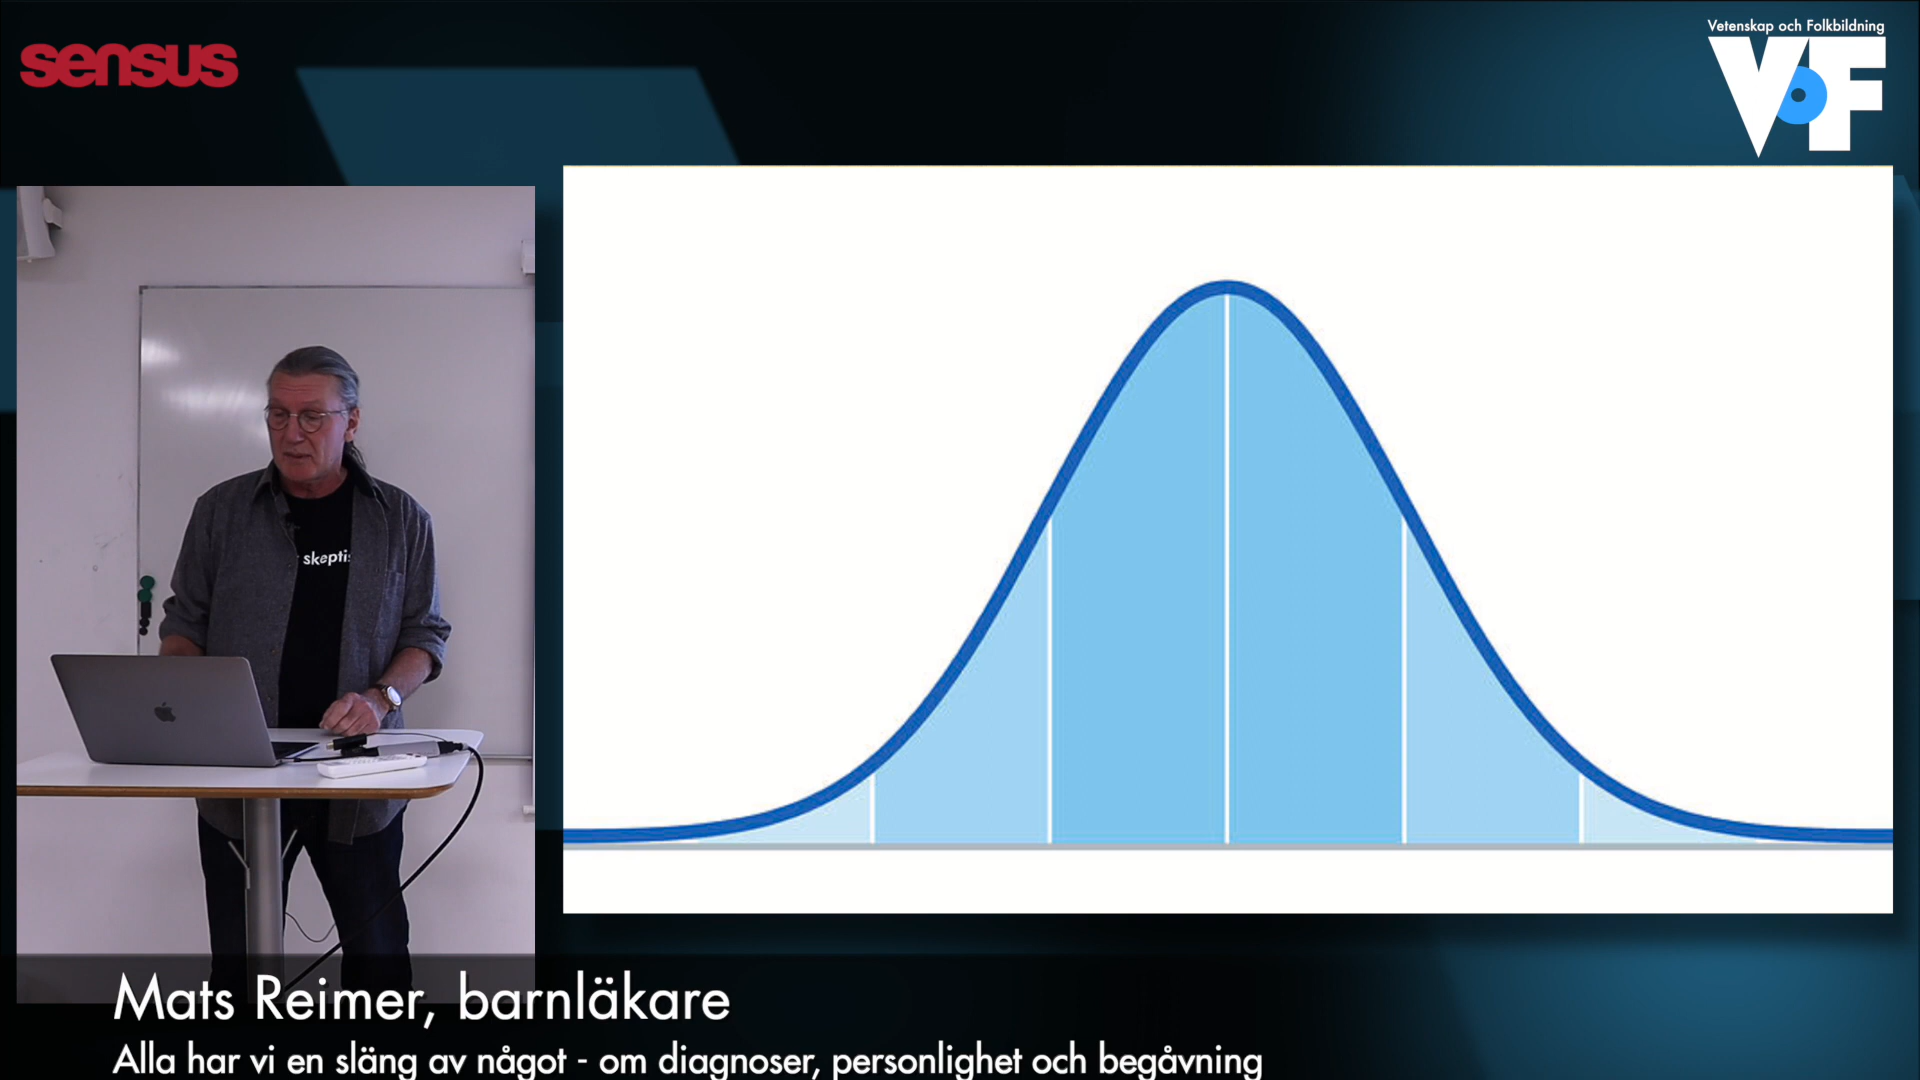 sensus
Vetenskap och Folkbildning
VoF
skeptis
Mats Reimer, barnläkare
Alla har vi en släng av något - om diagnoser, personlighet och begåvning